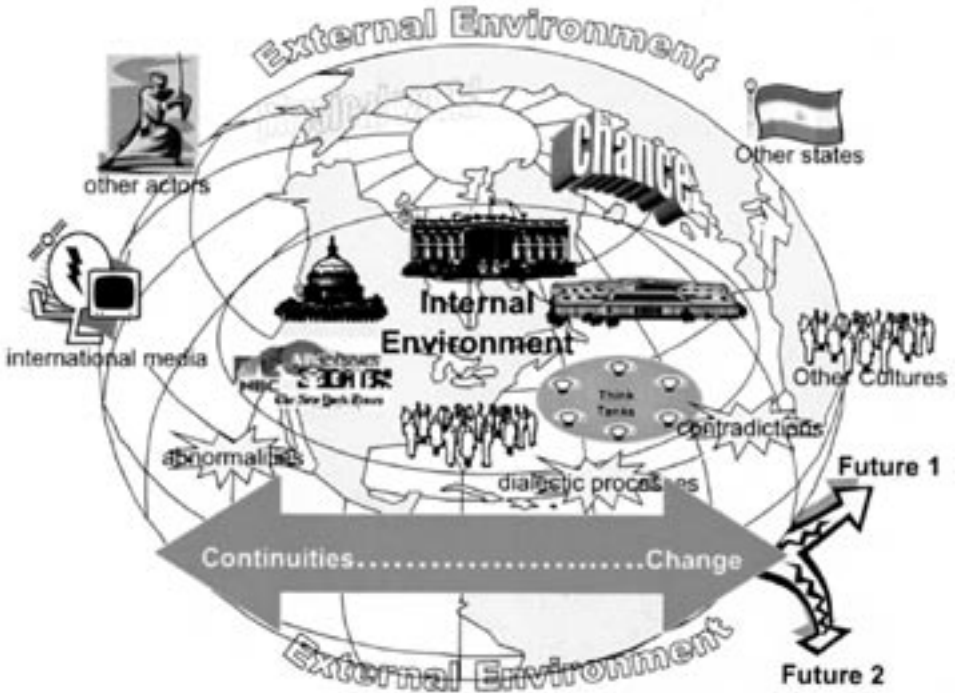 External Environment
other actors
chance
Other states
Internal
Environment
international media
NBC
The New York Times
Think
Tanks
Other Cultures
contradictions
abnormalities
dialectic processes
Future 1
Continuities.........................Change
External Environment
Future 2